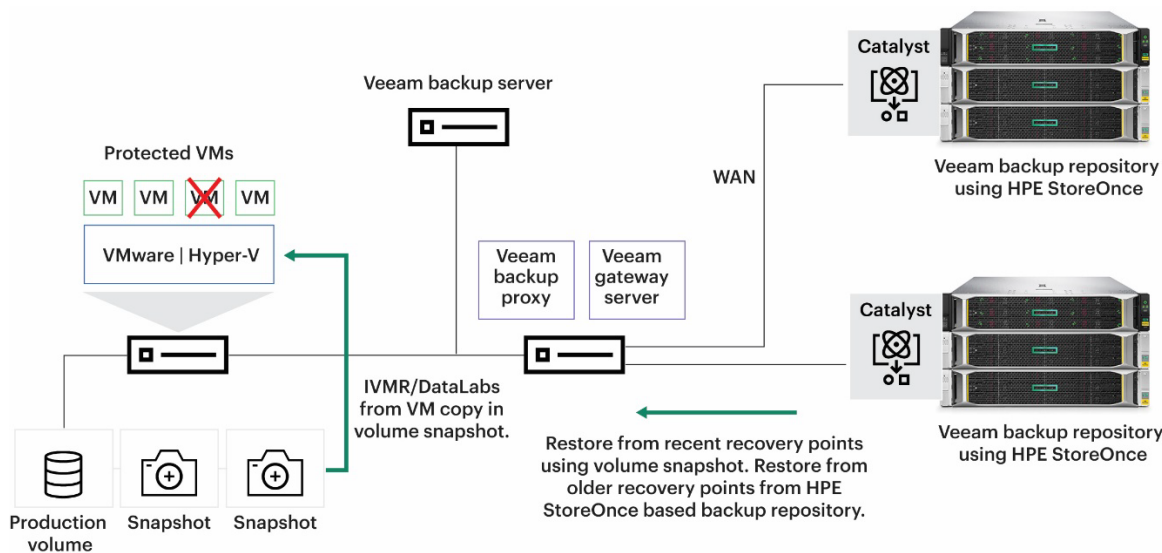 Veeam backup server
Catalyst
Veeam backup repository
using HPE StoreOnce
Protected VMs
VM
VM
VM
VM
VMware | Hyper-V
WAN
Veeam
backup
proxy
Veeam
gateway
server
Catalyst
Veeam backup repository
using HPE StoreOnce
IVMR/DataLabs
from VM copy in
volume snapshot.
Restore from recent recovery points
using volume snapshot. Restore from
older recovery points from HPE
StoreOnce based backup repository.
Production
volume
Snapshot
Snapshot